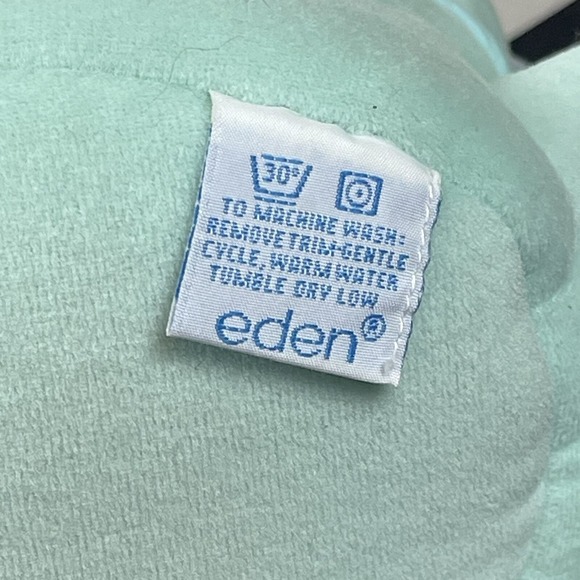 30°
TO MACHINE WASH:
REMOVE TRIM-GENTLE
CYCLE, WARM WATER
TUMBLE DRY LOW
eden®